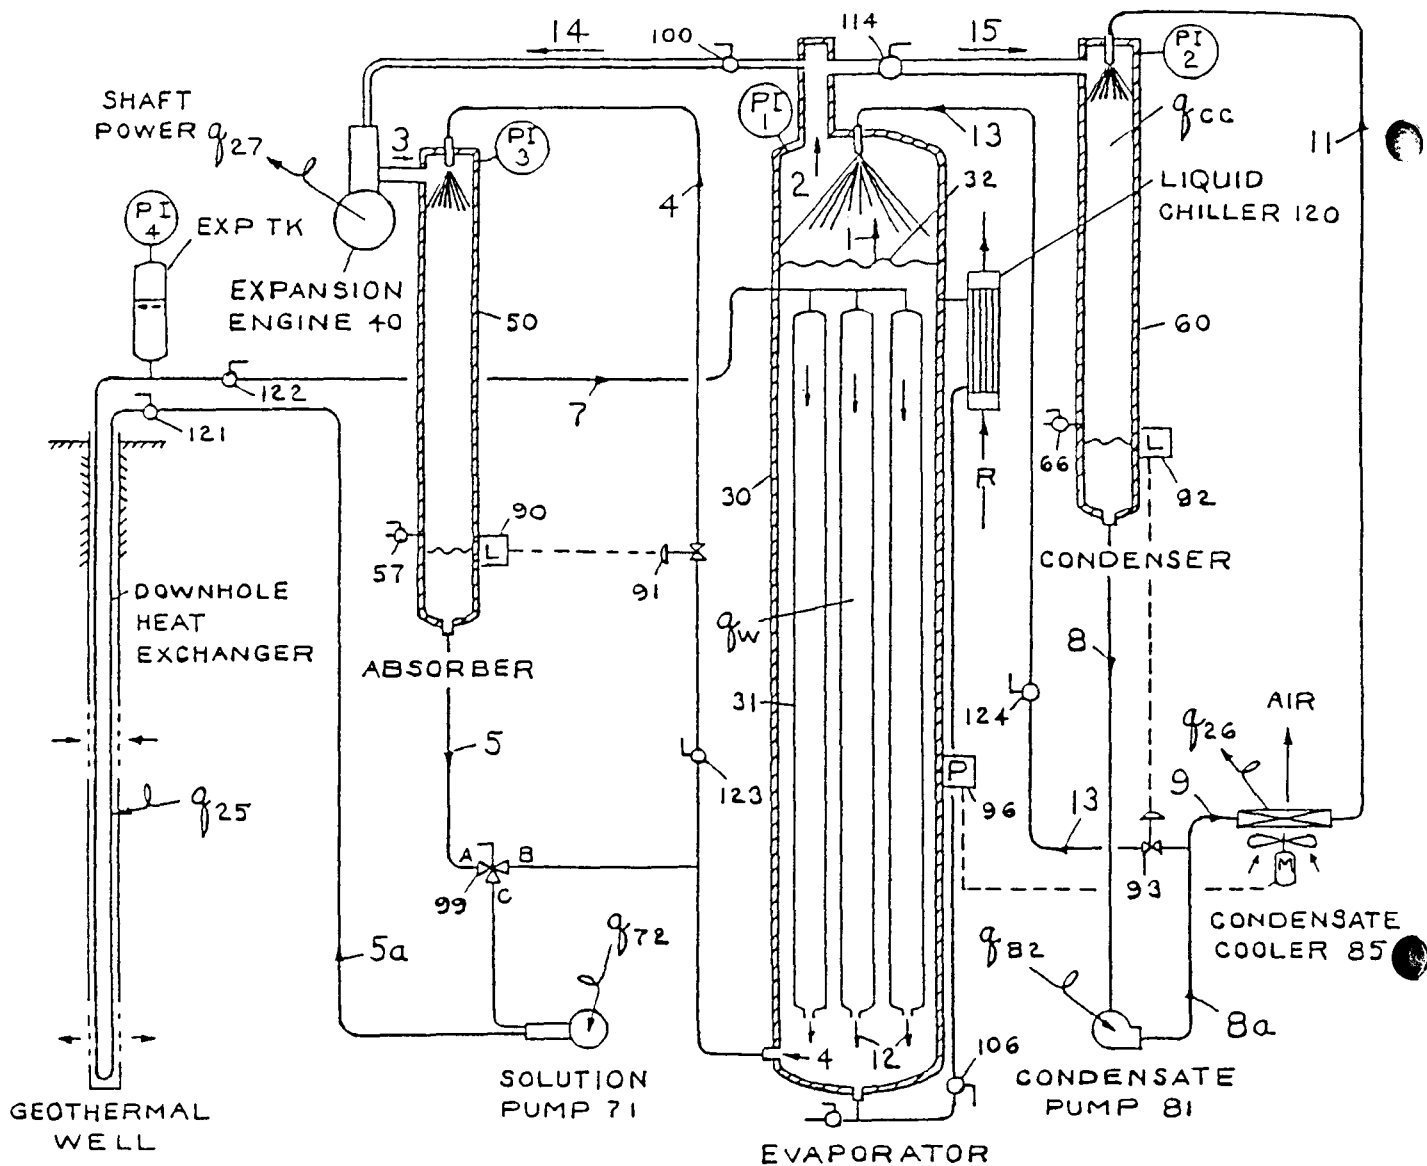 14
100
114
15
PI
2
SHAFT
POWER
q27
3
PI
3
PI
1
13
qcc
11
2
32
LIQUID
CHILLER 120
4
PI
4
EXP TK
1
EXPANSION
ENGINE 40
50
60
122
7
121
66
L
92
R
30
90
57
L
91
CONDENSER
DOWNHOLE
HEAT
EXCHANGER
ABSORBER
qw
8
31
124
AIR
q26
5
123
P
96
13
9
q25
A
B
99
C
93
M
CONDENSATE
COOLER 85
5a
q72
q82
8a
4
12
106
SOLUTION
PUMP 71
CONDENSATE
PUMP 81
GEOTHERMAL
WELL
EVAPORATOR